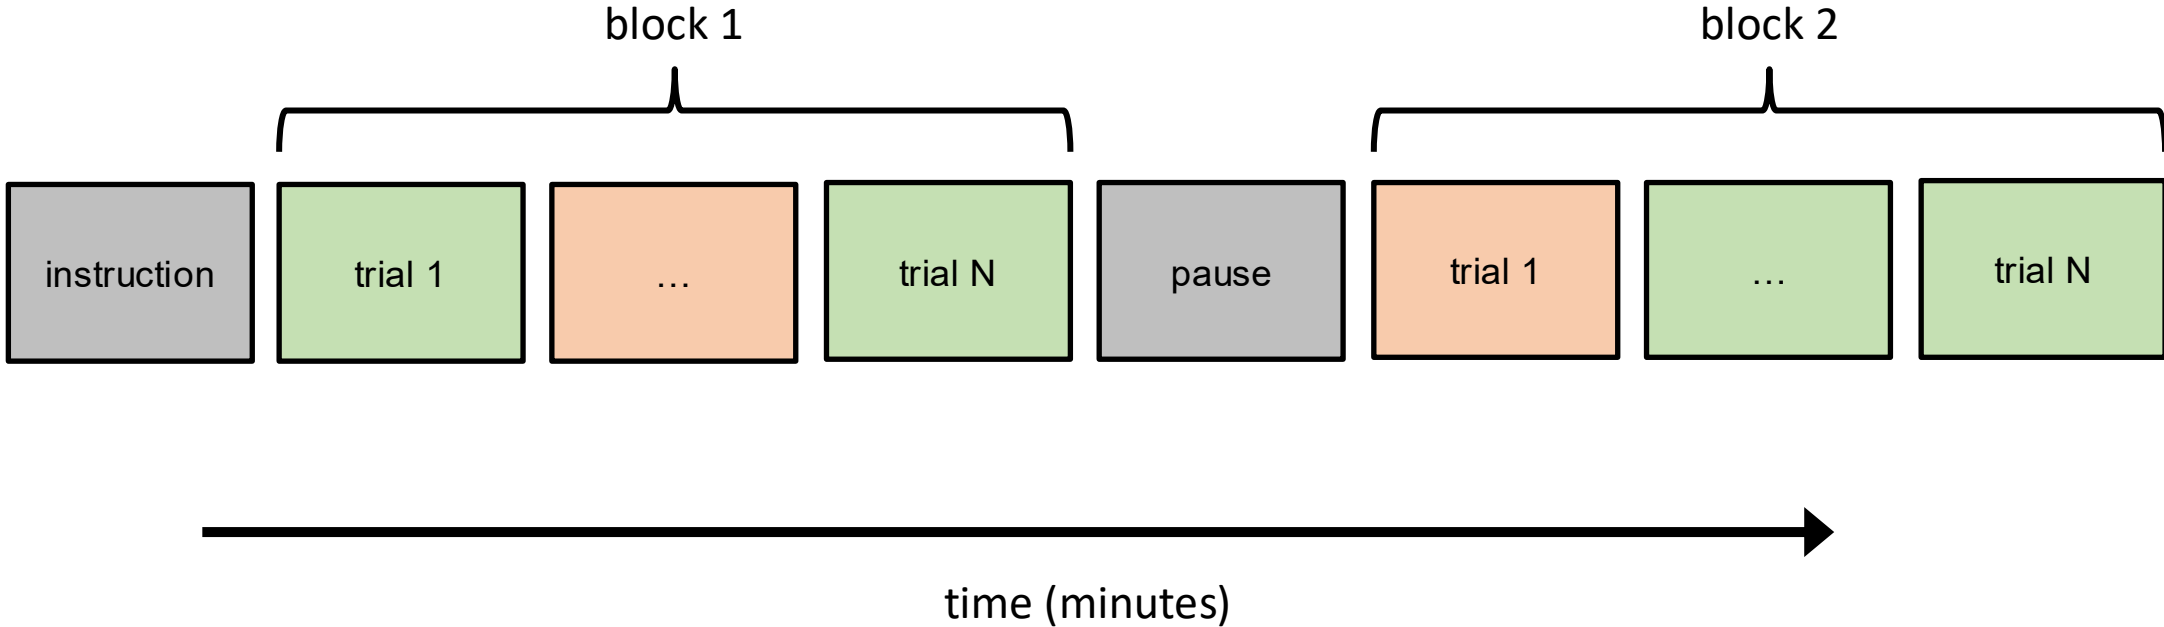 block 1
block 2
instruction
trial 1
…
trial N
pause
trial 1
…
trial N
time (minutes)